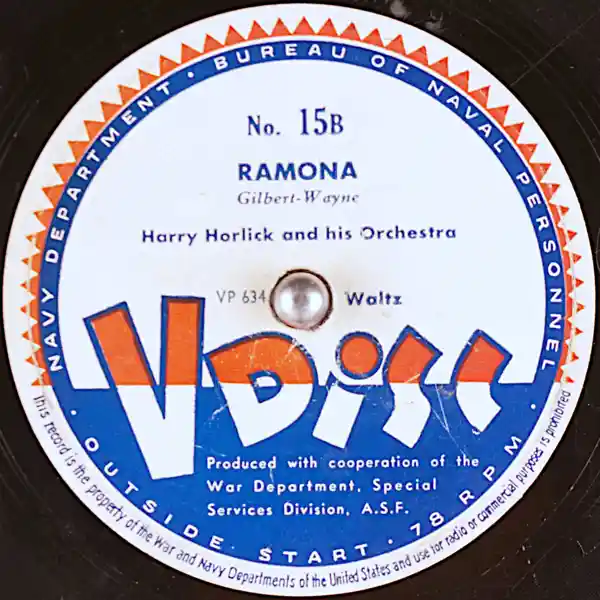 NAVY DEPARTMENT · BUREAU OF NAVAL PERSONNEL
No. 15B
RAMONA
Gilbert-Wayne
Harry Horlick and his Orchestra
VP 634 Waltz
V DiSC
Produced with cooperation of the
War Department, Special
Services Division, A.S.F.
· OUTSIDE START · 78 RPM ·
This record is the property of the War and Navy Departments of the United States and use for radio or commercial purposes is prohibited